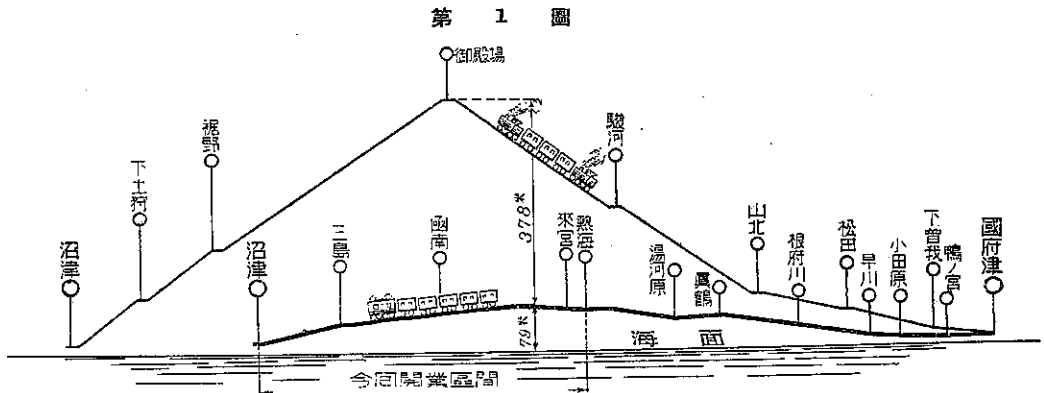 第 1 圖
御殿場
裾野
下土狩
沼津
駿河
山北
松田
下曽我
國府津
沼津
三島
函南
來宮
熱海
湯河原
眞鶴
根府川
早川
小田原
鴨ノ宮
378米
79米
海面
今回開業區間